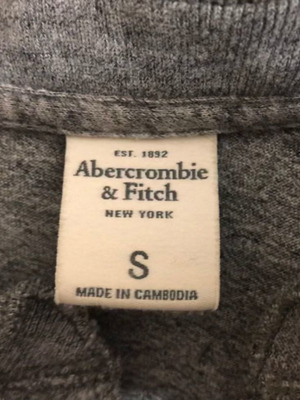 EST. 1892
Abercrombie
& Fitch
NEW YORK
S
MADE IN CAMBODIA